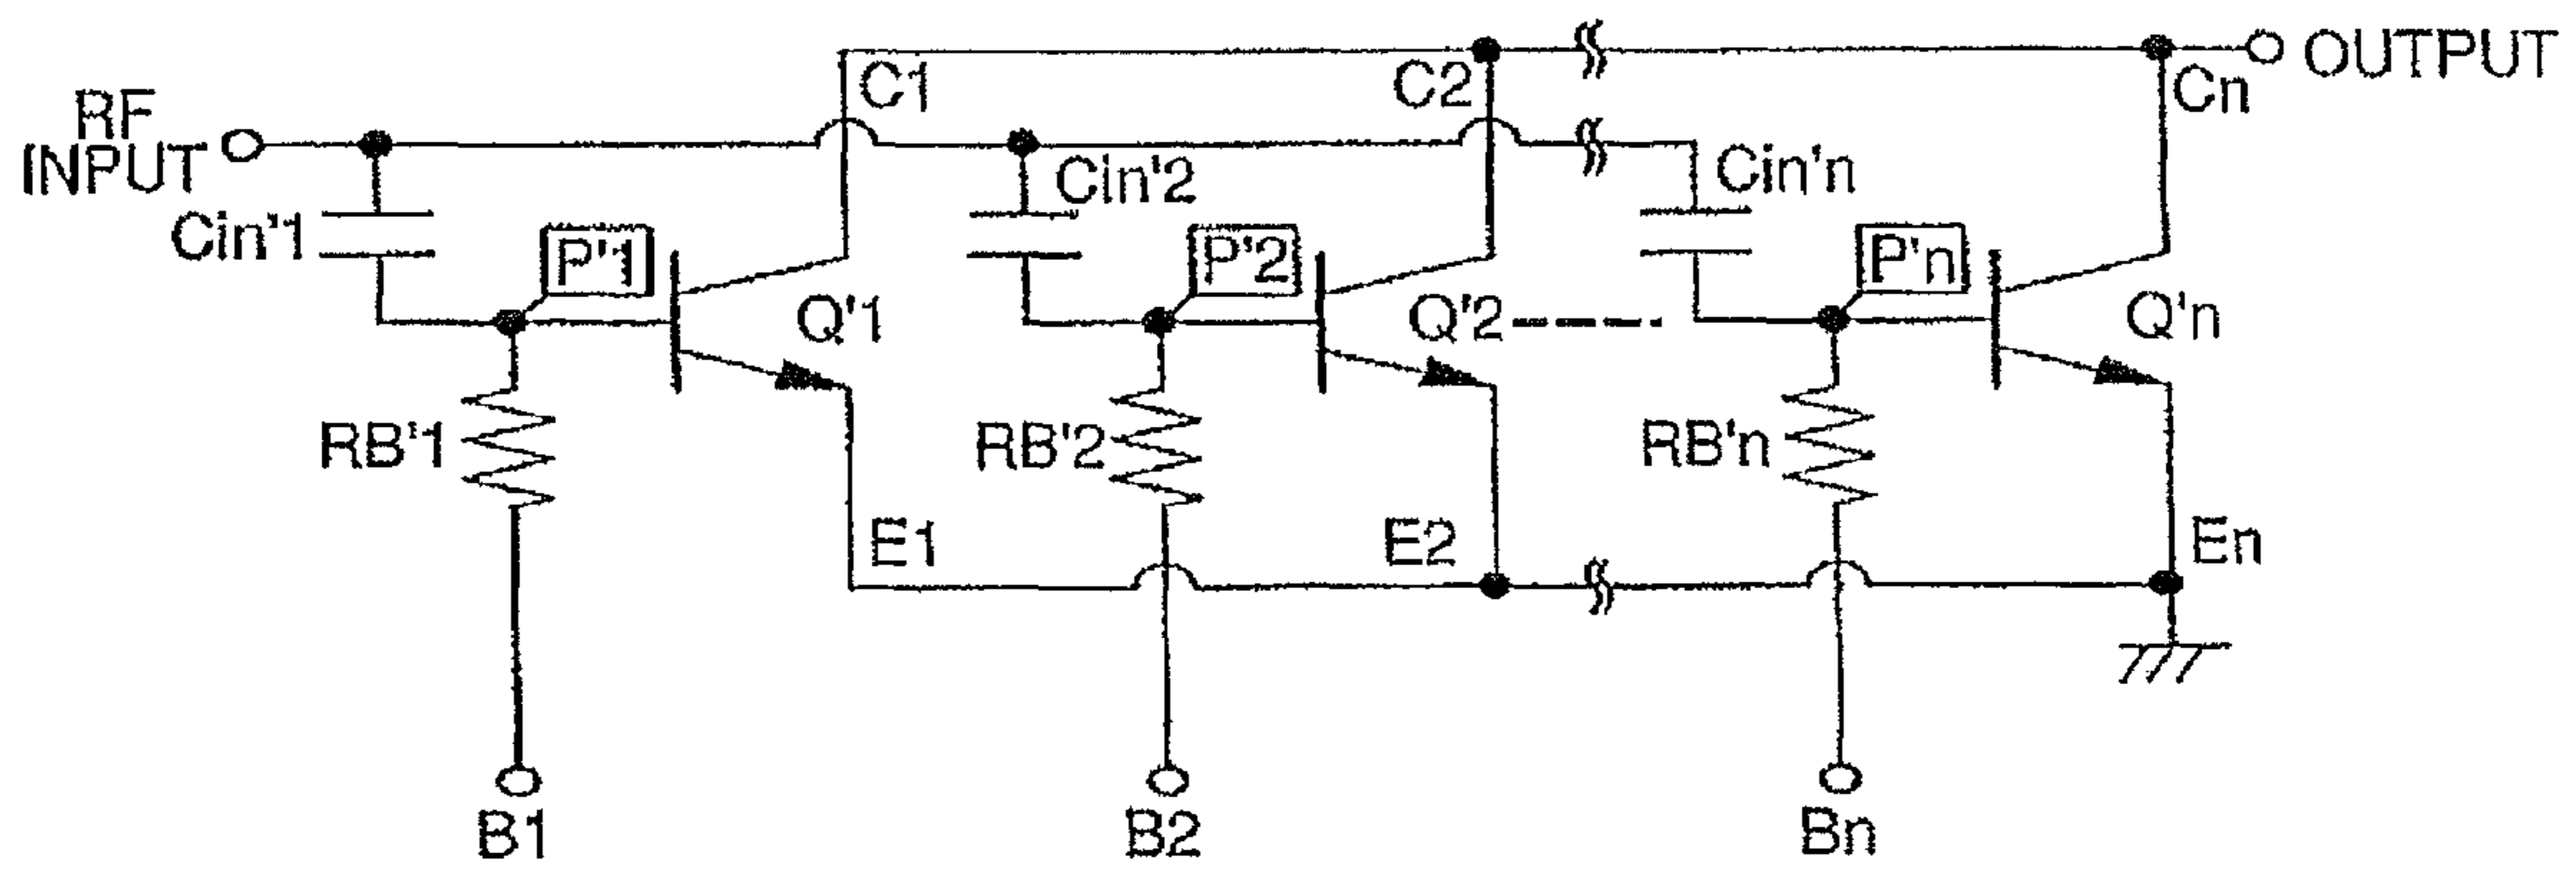 RF
INPUT
OUTPUT
C1
C2
Cn
Cin'1
Cin'2
Cin'n
P'1
P'2
P'n
Q'1
Q'2
Q'n
RB'1
RB'2
RB'n
E1
E2
En
B1
B2
Bn